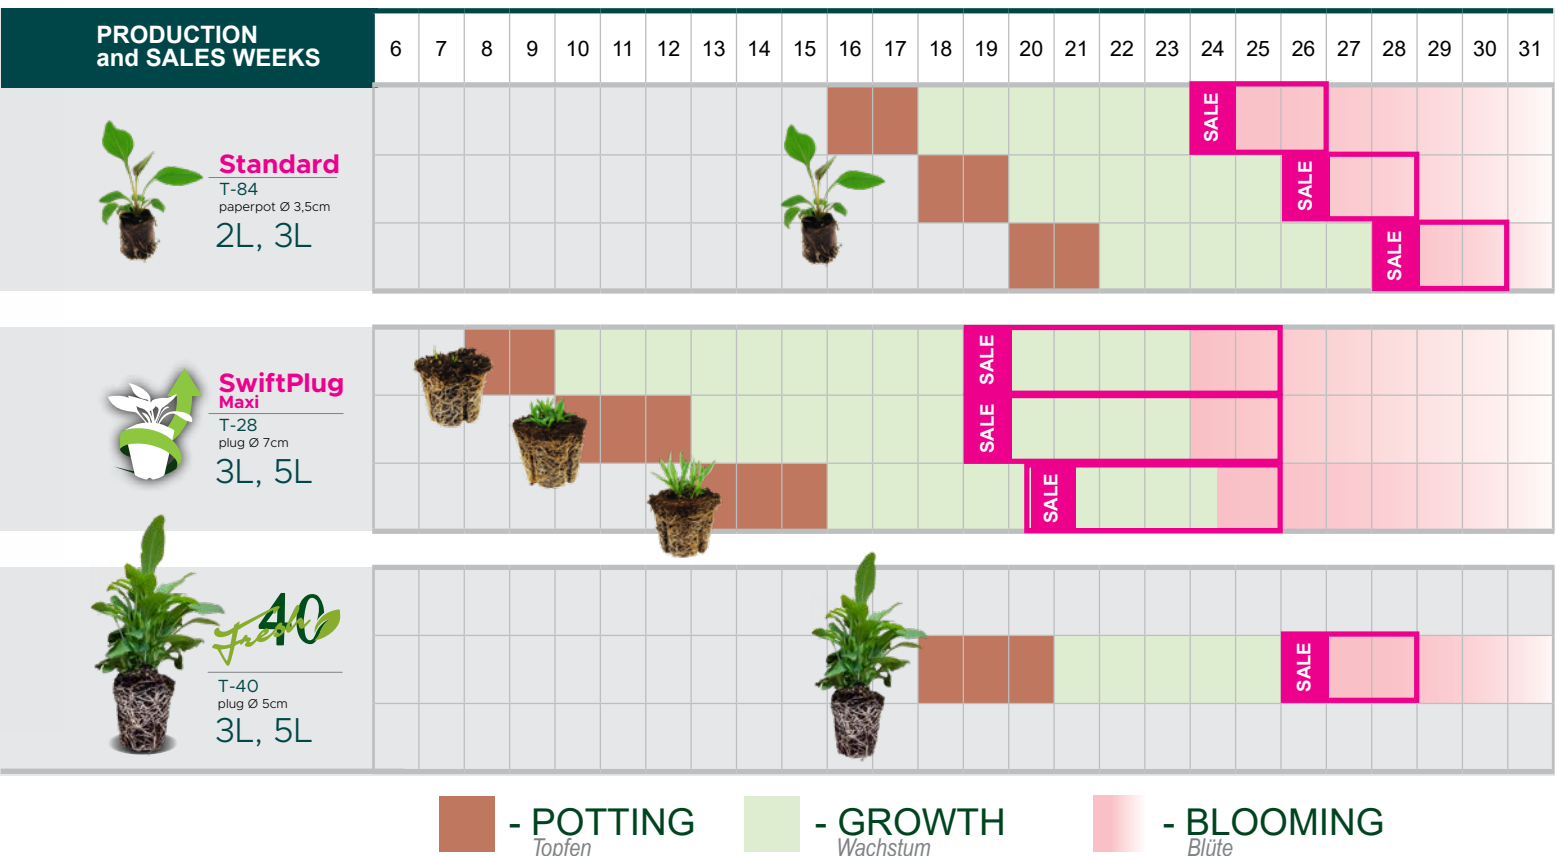 PRODUCTION
and SALES WEEKS
6 7 8 9 10 11 12 13 14 15 16 17 18 19 20 21 22 23 24 25 26 27 28 29 30 31
SALE
Standard
T-84
paperpot Ø 3,5cm
2L, 3L
SALE
SALE
SALE
SwiftPlug
Maxi
T-28
plug Ø 7cm
3L, 5L
SALE
SALE
Fresh 40
T-40
plug Ø 5cm
3L, 5L
SALE
- POTTING
Topfen
- GROWTH
Wachstum
- BLOOMING
Blüte